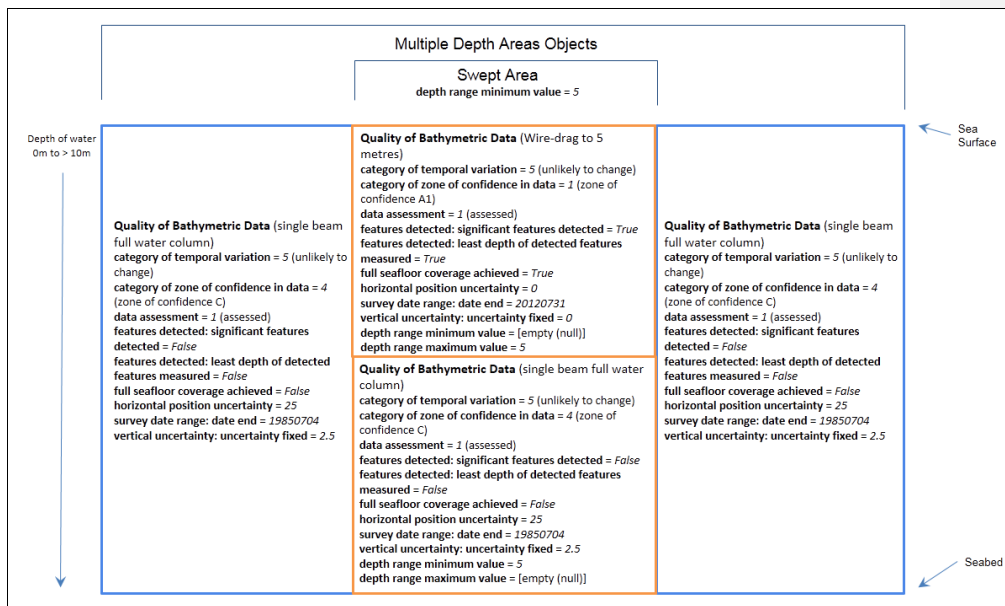 Multiple Depth Areas Objects
Swept Area
depth range minimum value = 5
Depth of water
0m to > 10m
Sea
Surface
Quality of Bathymetric Data (single beam
full water column)
category of temporal variation = 5 (unlikely to
change)
category of zone of confidence in data = 4
(zone of confidence C)
data assessment = 1 (assessed)
features detected: significant features
detected = False
features detected: least depth of detected
features measured = False
full seafloor coverage achieved = False
horizontal position uncertainty = 25
survey date range: date end = 19850704
vertical uncertainty: uncertainty fixed = 2.5
Quality of Bathymetric Data (Wire-drag to 5
metres)
category of temporal variation = 5 (unlikely to change)
category of zone of confidence in data = 1 (zone of
confidence A1)
data assessment = 1 (assessed)
features detected: significant features detected = True
features detected: least depth of detected features
measured = True
full seafloor coverage achieved = True
horizontal position uncertainty = 0
survey date range: date end = 20120731
vertical uncertainty: uncertainty fixed = 0
depth range minimum value = [empty (null)]
depth range maximum value = 5
Quality of Bathymetric Data (single beam full water
column)
category of temporal variation = 5 (unlikely to change)
category of zone of confidence in data = 4 (zone of
confidence C)
data assessment = 1 (assessed)
features detected: significant features detected = False
features detected: least depth of detected features
measured = False
full seafloor coverage achieved = False
horizontal position uncertainty = 25
survey date range: date end = 19850704
vertical uncertainty: uncertainty fixed = 2.5
depth range minimum value = 5
depth range maximum value = [empty (null)]
Quality of Bathymetric Data (single beam
full water column)
category of temporal variation = 5 (unlikely to
change)
category of zone of confidence in data = 4
(zone of confidence C)
data assessment = 1 (assessed)
features detected: significant features
detected = False
features detected: least depth of detected
features measured = False
full seafloor coverage achieved = False
horizontal position uncertainty = 25
survey date range: date end = 19850704
vertical uncertainty: uncertainty fixed = 2.5
Seabed